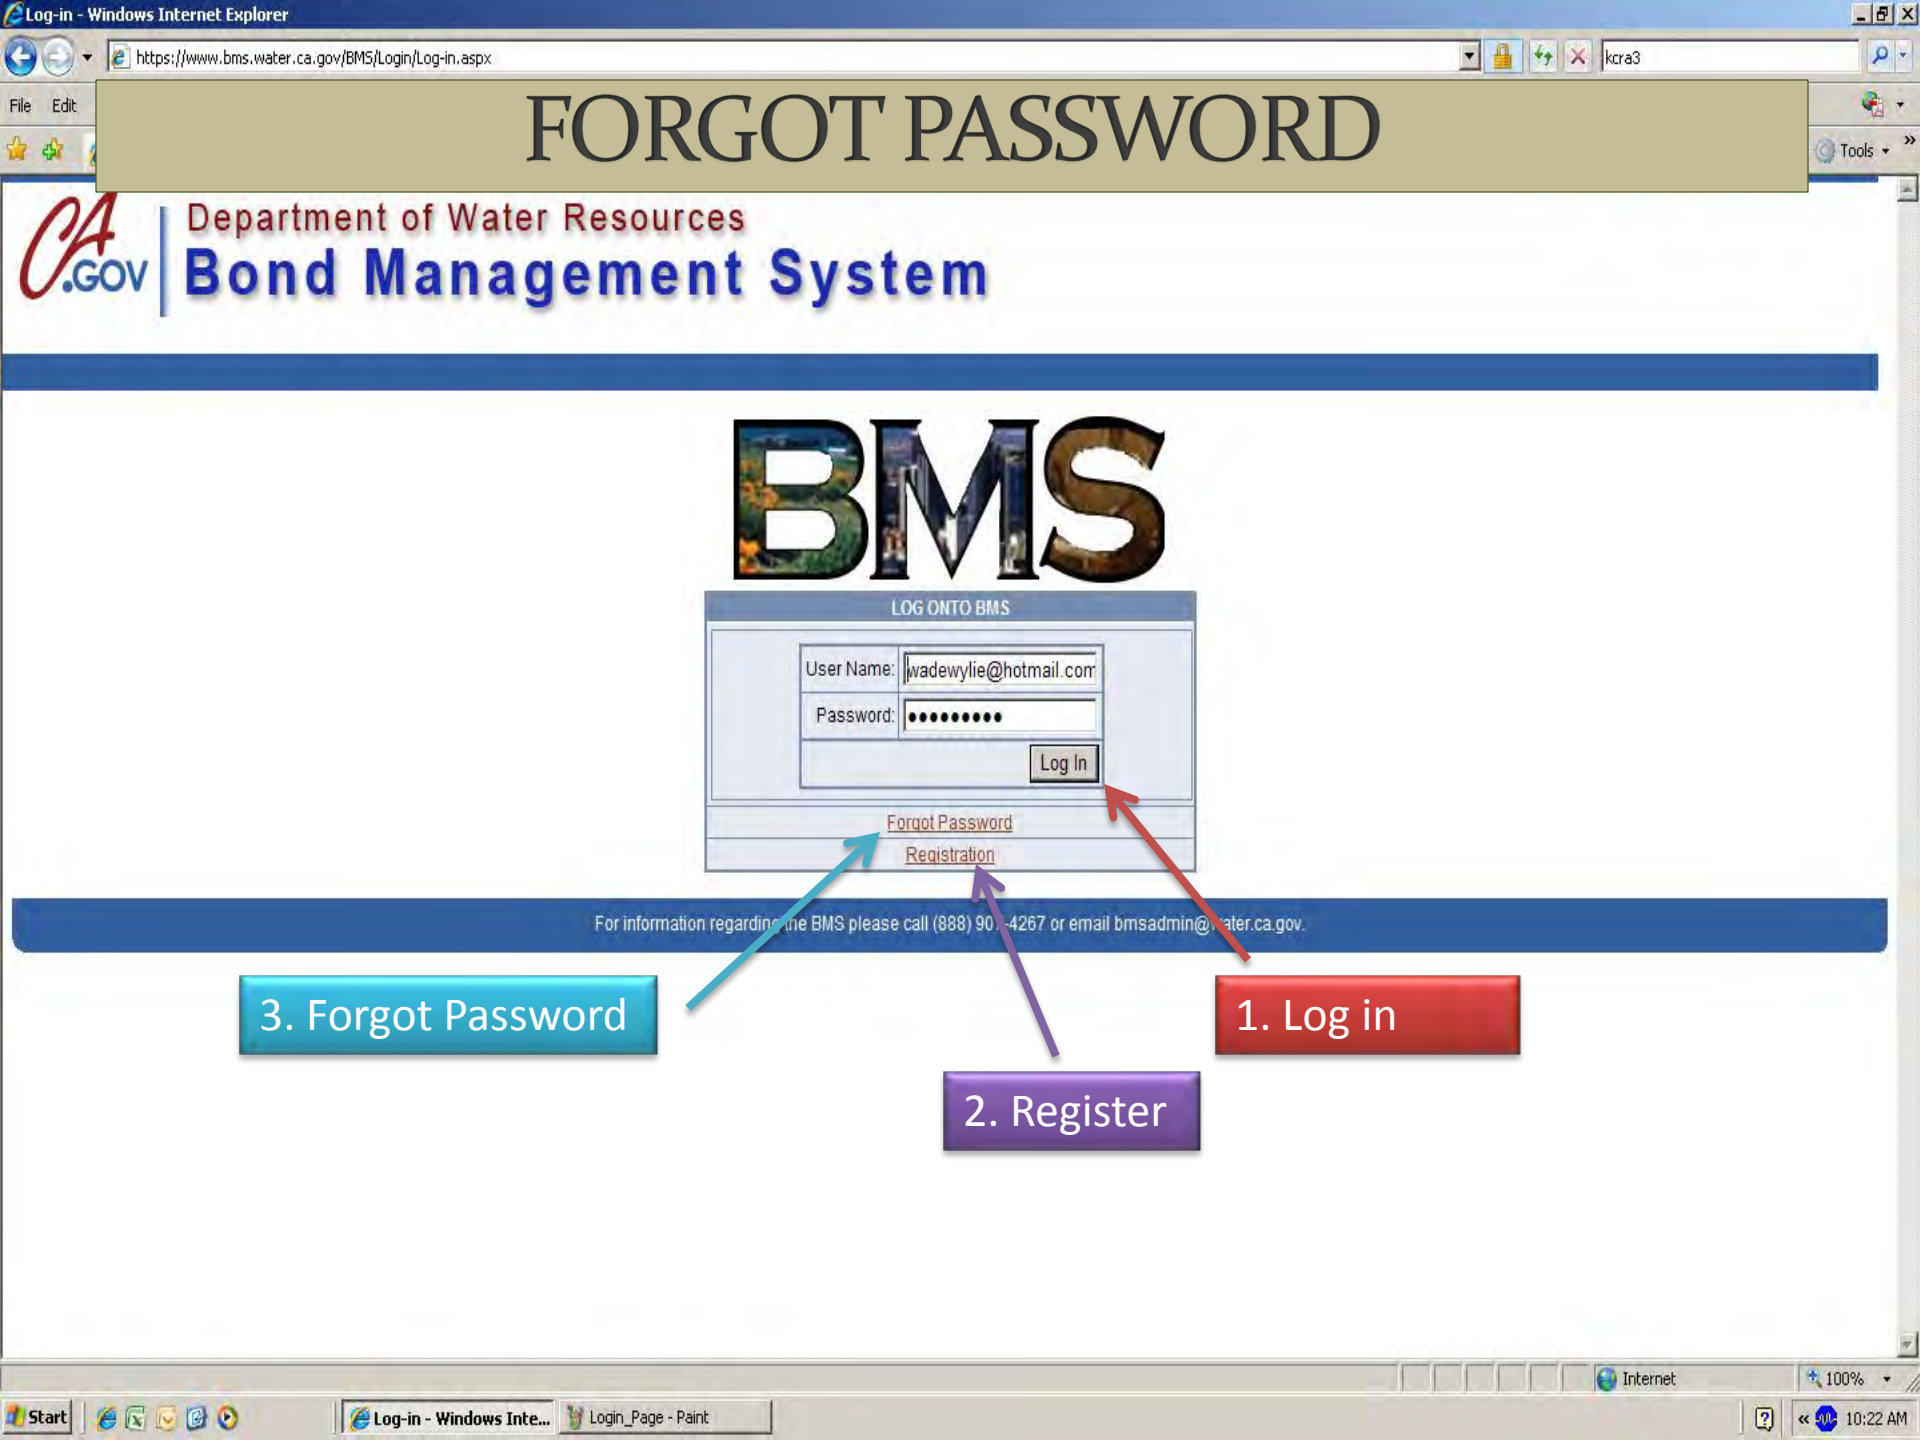 Log-in - Windows Internet Explorer
https://www.bms.water.ca.gov/BMS/Login/Log-in.aspx
kcra3
File Edit
FORGOT PASSWORD
Tools
CA
.GOV
Department of Water Resources
Bond Management System
BMS
LOG ONTO BMS
User Name: wadewylie@hotmail.com
Password: •••••••••
Log In
Forgot Password
Registration
For information regarding the BMS please call (888) 90 -4267 or email bmsadmin@water.ca.gov.
3. Forgot Password
1. Log in
2. Register
Internet
100%
Start
Log-in - Windows Inte...
Login_Page - Paint
10:22 AM